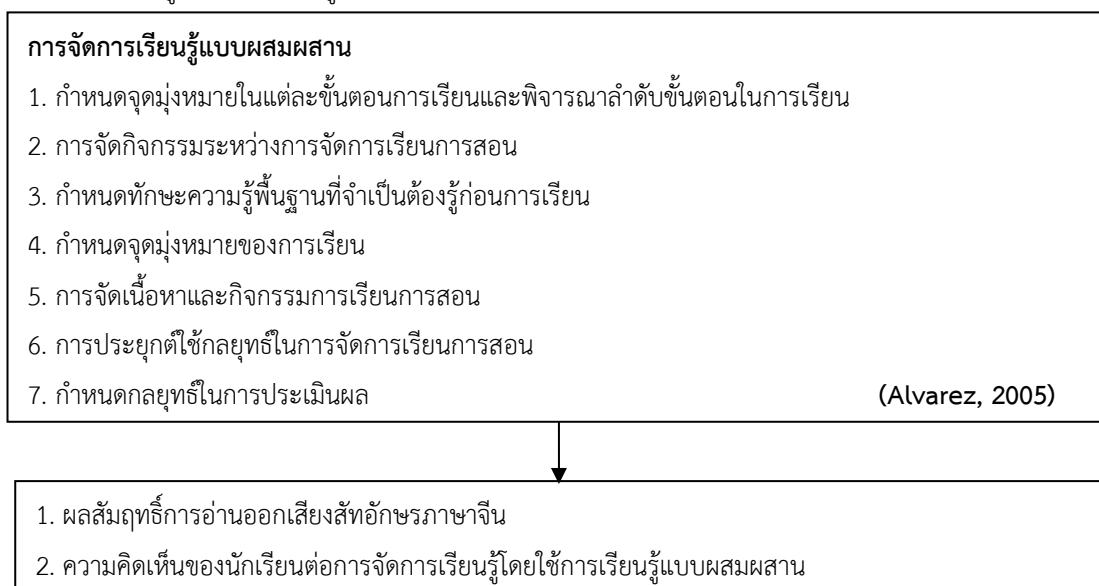 การจัดการเรียนรู้แบบผสมผสาน
1. กำหนดจุดมุ่งหมายในแต่ละขั้นตอนการเรียนและพิจารณาลำดับขั้นตอนในการเรียน
2. การจัดกิจกรรมระหว่างการจัดการเรียนการสอน
3. กำหนดทักษะความรู้พื้นฐานที่จำเป็นต้องรู้ก่อนการเรียน
4. กำหนดจุดมุ่งหมายของการเรียน
5. การจัดเนื้อหาและกิจกรรมการเรียนการสอน
6. การประยุกต์ใช้กลยุทธ์ในการจัดการเรียนการสอน
7. กำหนดกลยุทธ์ในการประเมินผล (Alvarez, 2005)
1. ผลสัมฤทธิ์การอ่านออกเสียงสัทอักษรภาษาจีน
2. ความคิดเห็นของนักเรียนต่อการจัดการเรียนรู้โดยใช้การเรียนรู้แบบผสมผสาน